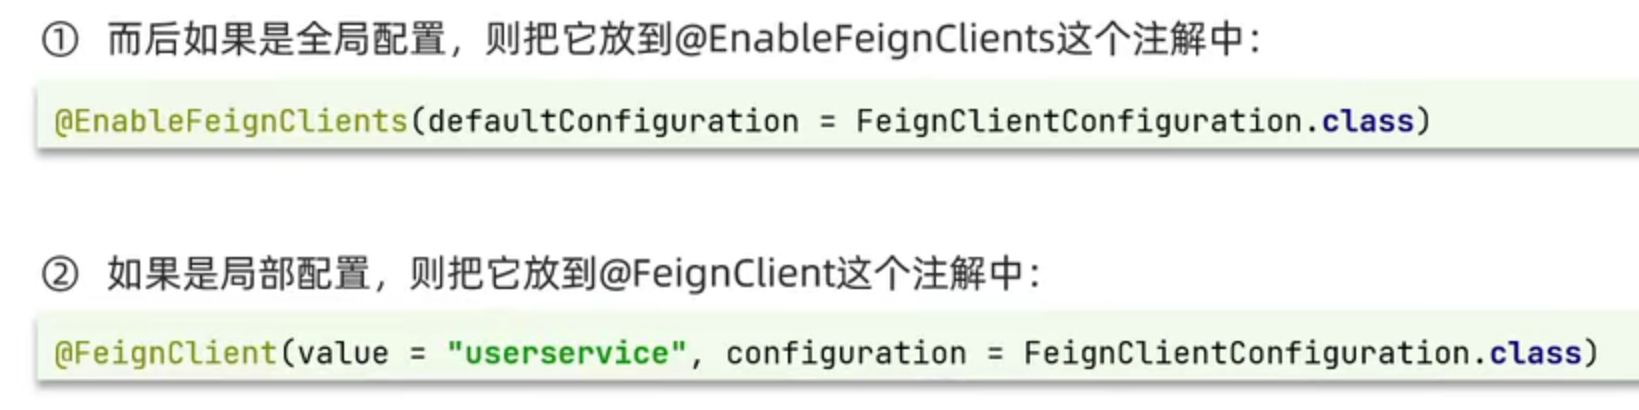 ① 而后如果是全局配置，则把它放到@EnableFeignClients这个注解中：
@EnableFeignClients(defaultConfiguration = FeignClientConfiguration.class)
② 如果是局部配置，则把它放到@FeignClient这个注解中：
@FeignClient(value = "userservice", configuration = FeignClientConfiguration.class)